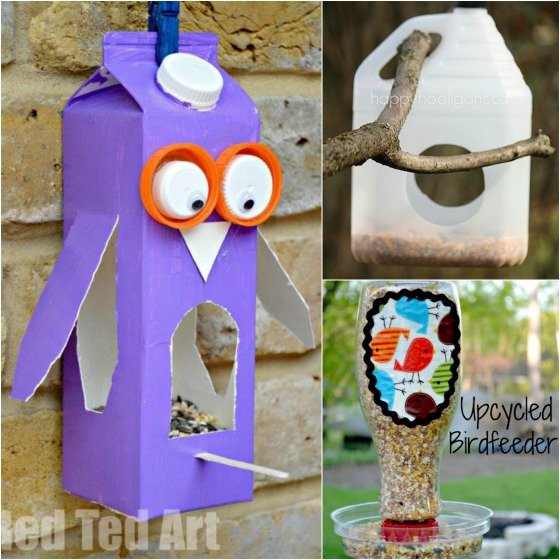 happyhooligans.ca
Upcycled
Birdfeeder
Red Ted Art